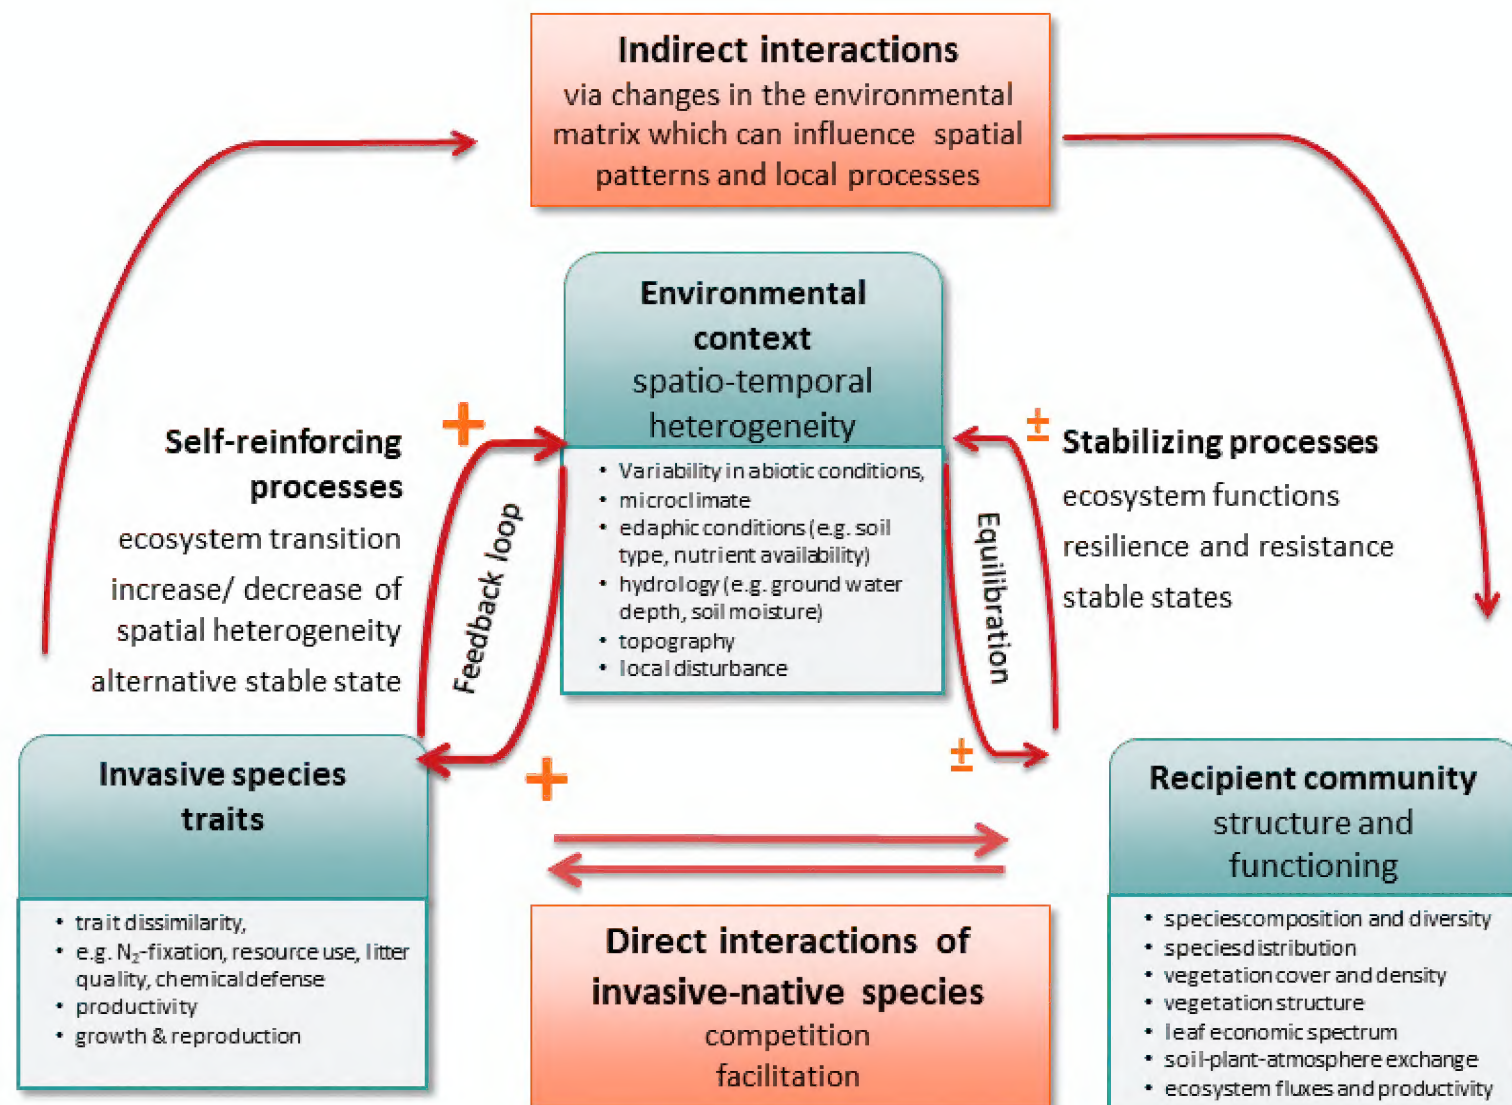 Indirect interactions
via changes in the environmental
matrix which can influence spatial
patterns and local processes
Environmental
context
spatio-temporal
heterogeneity
• Variability in abiotic conditions,
• microclimate
• edaphic conditions (e.g. soil
type, nutrient availability)
• hydrology (e.g. ground water
depth, soil moisture)
• topography
• local disturbance
+
Self-reinforcing
processes
ecosystem transition
increase/ decrease of
spatial heterogeneity
alternative stable state
Feedback loop
+
±
Stabilizing processes
ecosystem functions
resilience and resistance
stable states
Equilibration
±
Invasive species
traits
• trait dissimilarity,
• e.g. N₂-fixation, resource use, litter
quality, chemical defense
• productivity
• growth & reproduction
Direct interactions of
invasive-native species
competition
facilitation
Recipient community
structure and
functioning
• speciescomposition and diversity
• speciesdistribution
• vegetation cover and density
• vegetation structure
• leaf economic spectrum
• soil-plant-atmosphere exchange
• ecosystem fluxes and productivity